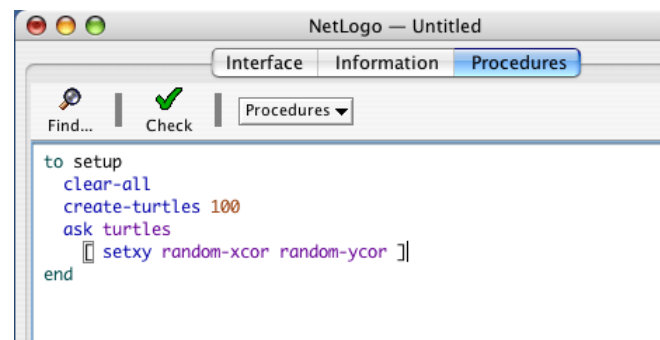 NetLogo — Untitled
Interface Information Procedures
Find... Check Procedures
to setup
  clear-all
  create-turtles 100
  ask turtles
    [ setxy random-xcor random-ycor ]
end